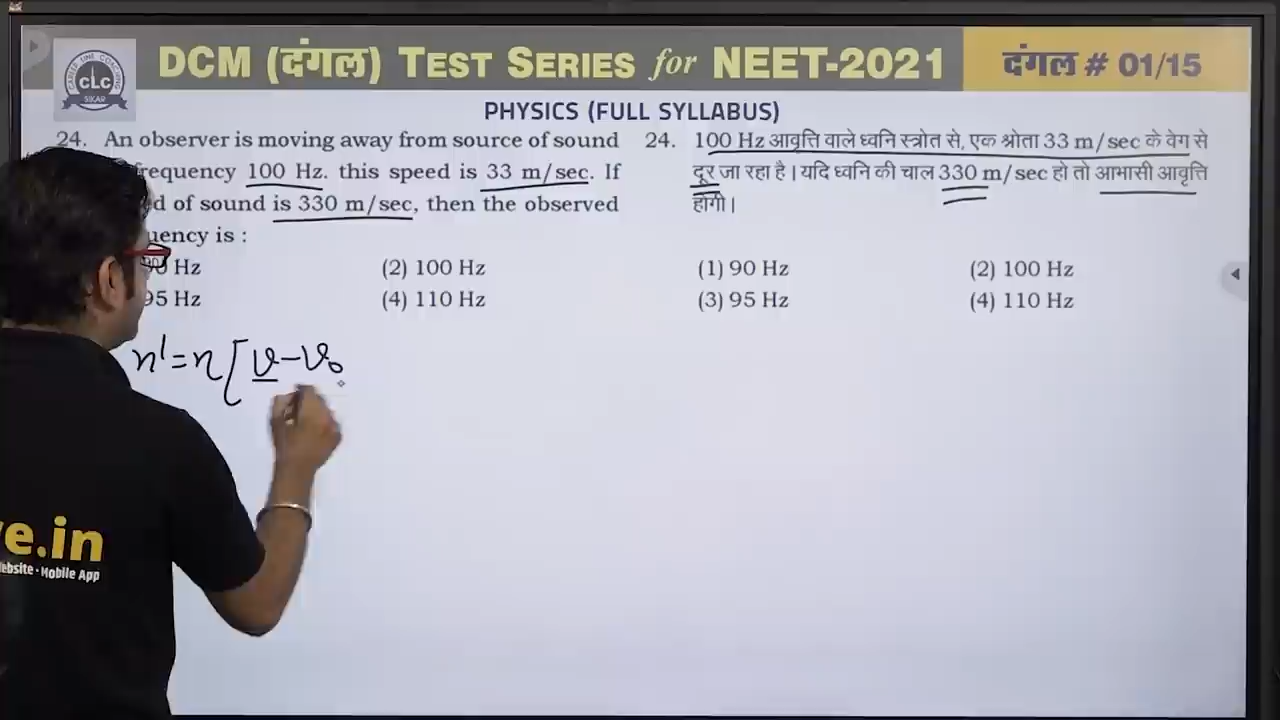 CLC
SIKAR
DCM (दंगल) TEST SERIES for NEET-2021
दंगल # 01/15
PHYSICS (FULL SYLLABUS)
24. An observer is moving away from source of sound
requency 100 Hz. this speed is 33 m/sec. If
d of sound is 330 m/sec, then the observed
uency is :
90 Hz (2) 100 Hz
95 Hz (4) 110 Hz
24. 100 Hz आवृत्ति वाले ध्वनि स्त्रोत से, एक श्रोता 33 m/sec के वेग से
दूर जा रहा है। यदि ध्वनि की चाल 330 m/sec हो तो आभासी आवृत्ति
होगी।
(1) 90 Hz (2) 100 Hz
(3) 95 Hz (4) 110 Hz
n'=n[v-v₀
e.in
ebsite • Mobile App